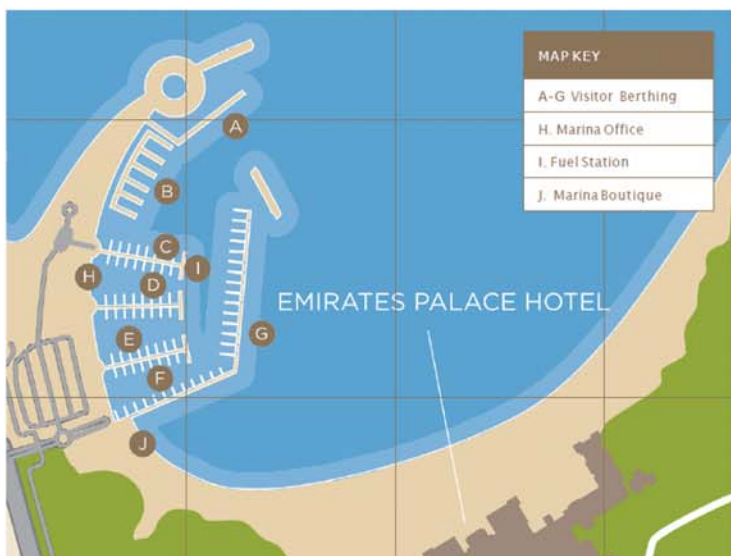 MAP KEY
A-G Visitor Berthing
H. Marina Office
I. Fuel Station
J. Marina Boutique
A
B
C
I
H
D
EMIRATES PALACE HOTEL
G
E
F
J